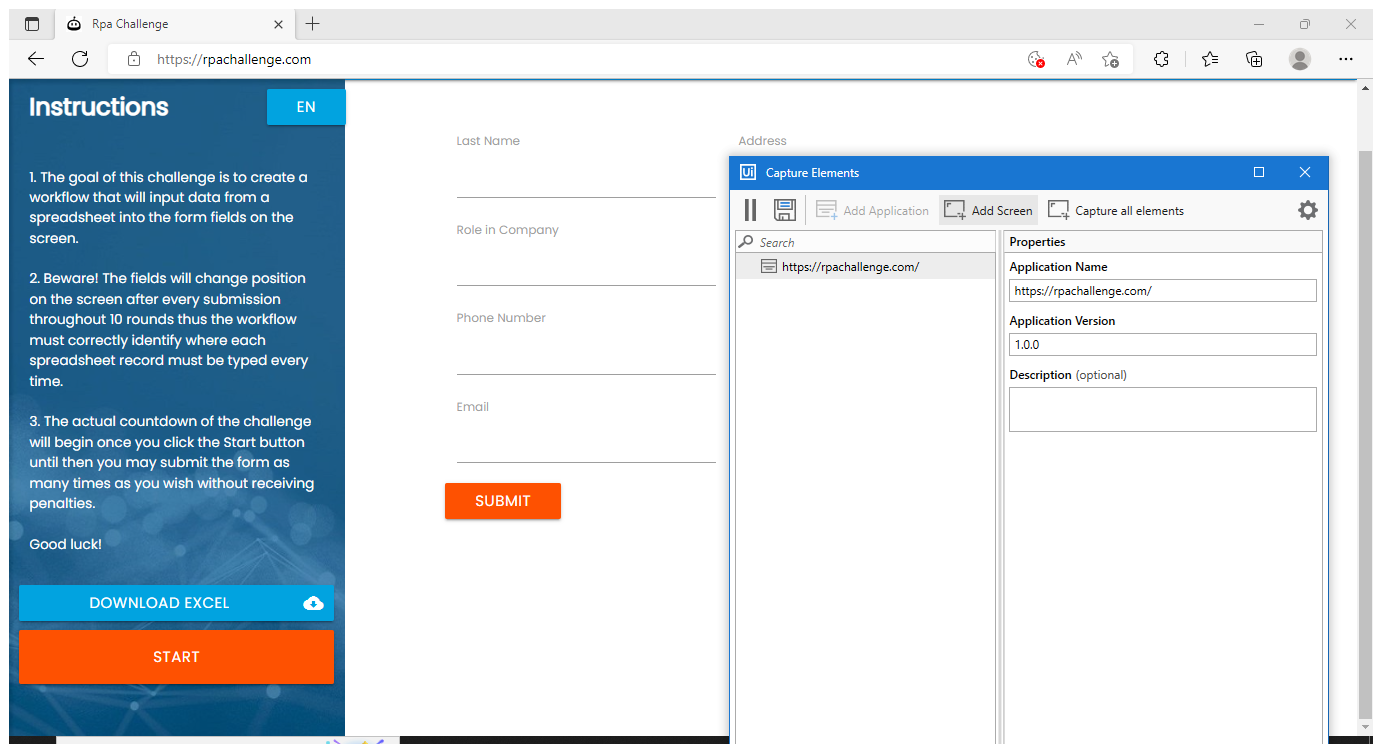 Rpa Challenge
https://rpachallenge.com
Instructions
EN
1. The goal of this challenge is to create a
workflow that will input data from a
spreadsheet into the form fields on the
screen.
2. Beware! The fields will change position
on the screen after every submission
throughout 10 rounds thus the workflow
must correctly identify where each
spreadsheet record must be typed every
time.
3. The actual countdown of the challenge
will begin once you click the Start button
until then you may submit the form as
many times as you wish without receiving
penalties.
Good luck!
DOWNLOAD EXCEL
START
Last Name
Address
Role in Company
Phone Number
Email
SUBMIT
Ui Capture Elements
Add Application
Add Screen
Capture all elements
Search
https://rpachallenge.com/
Properties
Application Name
https://rpachallenge.com/
Application Version
1.0.0
Description (optional)